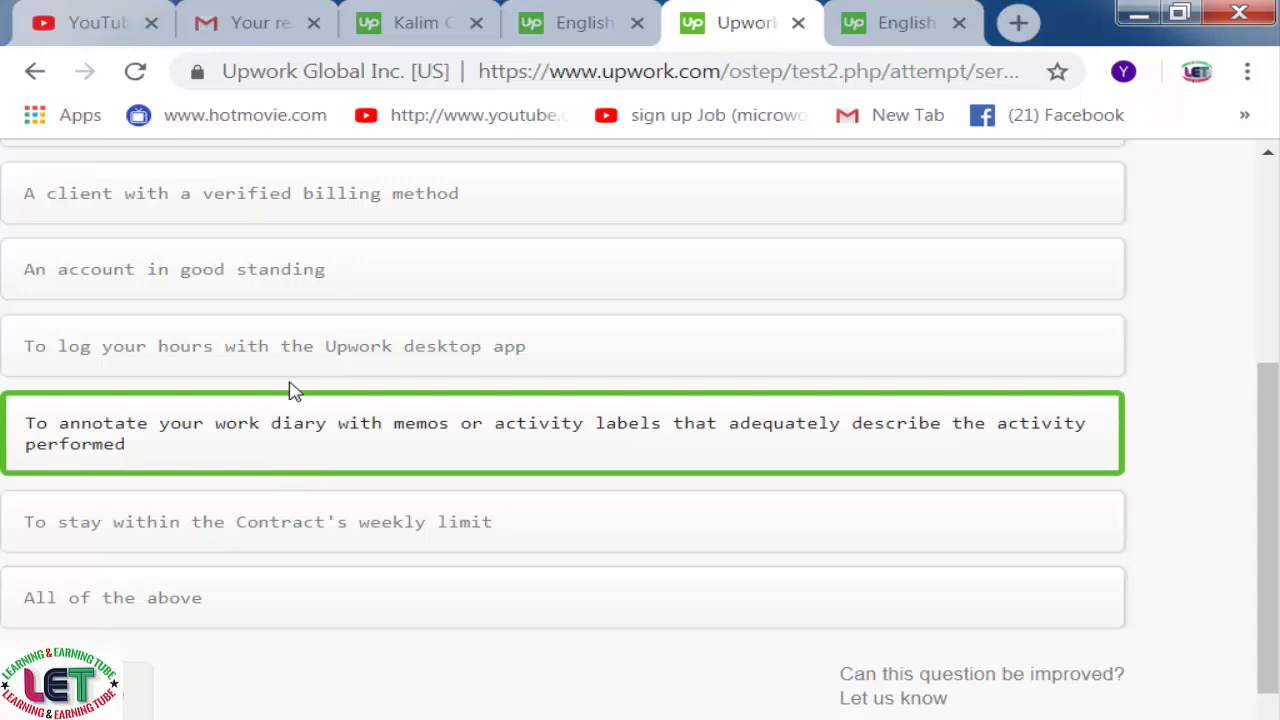 YouTub
Your re
Kalim
English
Upwork
English
Upwork Global Inc. [US] | https://www.upwork.com/ostep/test2.php/attempt/ser...
Y
LET
Apps
www.hotmovie.com
http://www.youtube.
sign up Job (microwo
New Tab
(21) Facebook
»
A client with a verified billing method
An account in good standing
To log your hours with the Upwork desktop app
To annotate your work diary with memos or activity labels that adequately describe the activity
performed
To stay within the Contract's weekly limit
All of the above
Can this question be improved?
Let us know
LEARNING & EARNING TUBE
LET
LEARNING & EARNING TUBE